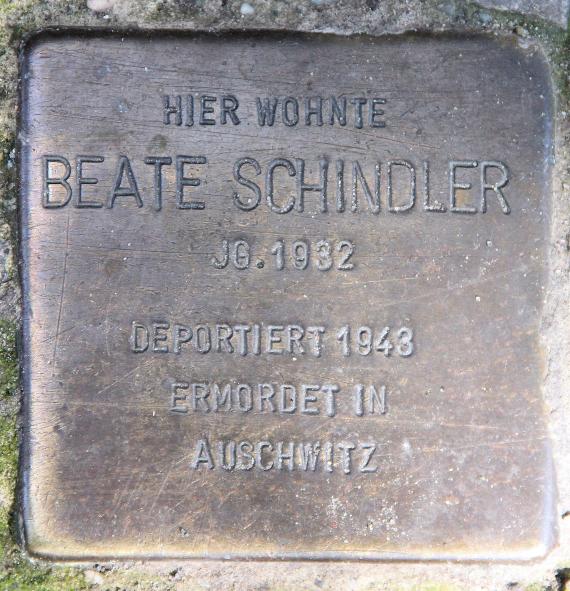 HIER WOHNTE
BEATE SCHINDLER
JG. 1932
DEPORTIERT 1943
ERMORDET IN
AUSCHWITZ